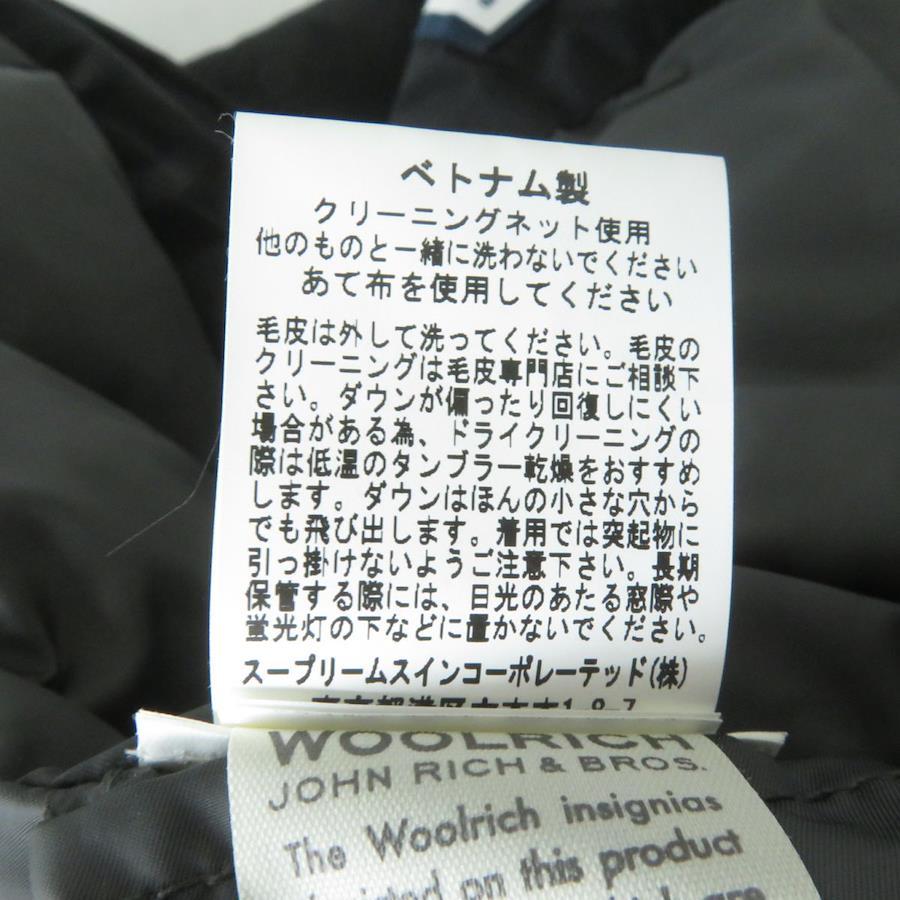 ベトナム製
クリーニングネット使用
他のものと一緒に洗わないでください
あて布を使用してください
毛皮は外して洗ってください。毛皮の
クリーニングは毛皮専門店にご相談下
さい。ダウンが偏ったり回復しにくい
場合がある為、ドライクリーニングの
際は低温のタンブラー乾燥をおすすめ
します。ダウンはほんの小さな穴から
でも飛び出します。着用では突起物に
引っ掛けないようご注意下さい。長期
保管する際には、日光のあたる窓際や
蛍光灯の下などに置かないでください。
スープリームスインコーポレーテッド(株)
WOOLRICH
JOHN RICH & BROS.
The Woolrich insignias
on this product
are